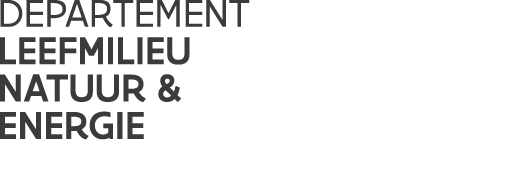 DEPARTEMENT
LEEFMILIEU
NATUUR &
ENERGIE